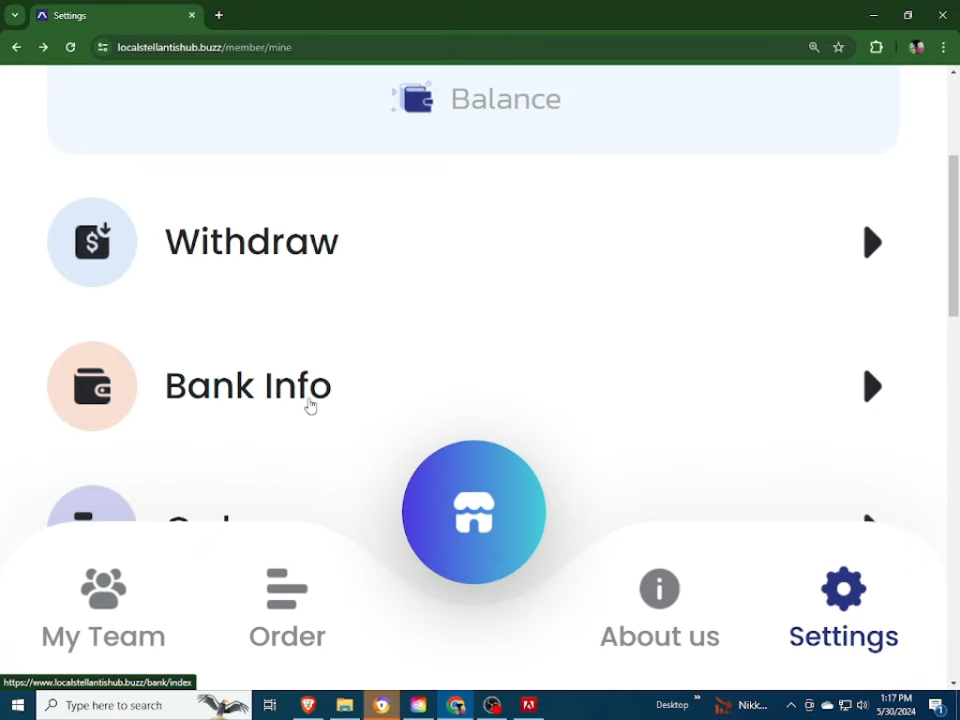 Settings
localstellantishub.buzz/member/mine
Balance
Withdraw
Bank Info
My Team
Order
About us
Settings
https://www.localstellantishub.buzz/bank/index
Type here to search
Desktop
Nikk...
1:17 PM
5/30/2024
1